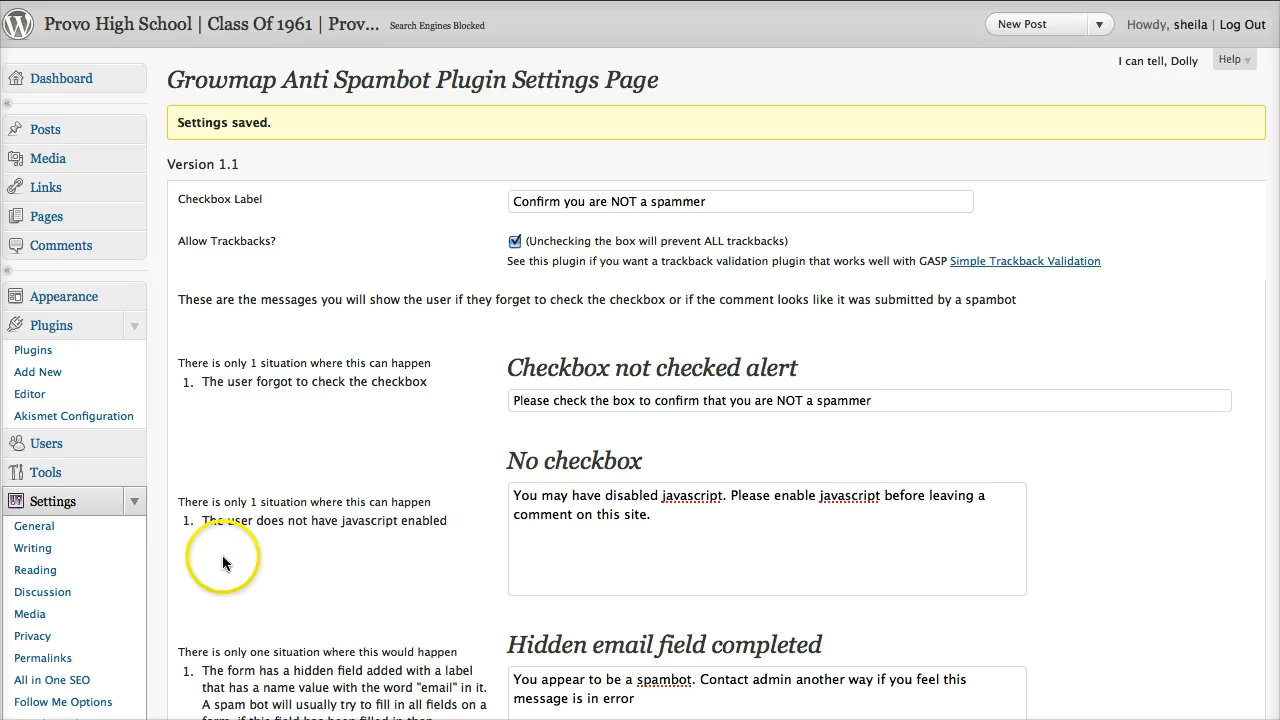 Provo High School | Class Of 1961 | Prov... Search Engines Blocked New Post Howdy, sheila | Log Out
I can tell, Dolly Help
Dashboard
Posts
Media
Links
Pages
Comments
Appearance
Plugins
Plugins
Add New
Editor
Akismet Configuration
Users
Tools
Settings
General
Writing
Reading
Discussion
Media
Privacy
Permalinks
All in One SEO
Follow Me Options
Growmap Anti Spambot Plugin Settings Page
Settings saved.
Version 1.1
Checkbox Label Confirm you are NOT a spammer
Allow Trackbacks? (Unchecking the box will prevent ALL trackbacks)
See this plugin if you want a trackback validation plugin that works well with GASP Simple Trackback Validation
These are the messages you will show the user if they forget to check the checkbox or if the comment looks like it was submitted by a spambot
There is only 1 situation where this can happen
1. The user forgot to check the checkbox
Checkbox not checked alert
Please check the box to confirm that you are NOT a spammer
There is only 1 situation where this can happen
1. The user does not have javascript enabled
No checkbox
You may have disabled javascript. Please enable javascript before leaving a
comment on this site.
There is only one situation where this would happen
1. The form has a hidden field added with a label
that has a name value with the word "email" in it.
A spam bot will usually try to fill in all fields on a
form, if this field has been filled in then
Hidden email field completed
You appear to be a spambot. Contact admin another way if you feel this
message is in error